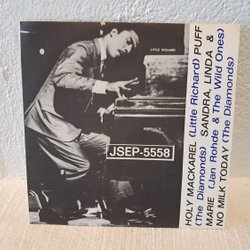 LITTLE RICHARD
JSEP-5558
HOLY MACKAREL (Little Richard) PUFF
(The Diamonds) SANDRA, LINDA &
MARIE (Jan Rohde & The Wild Ones)
NO MILK TODAY (The Diamonds)